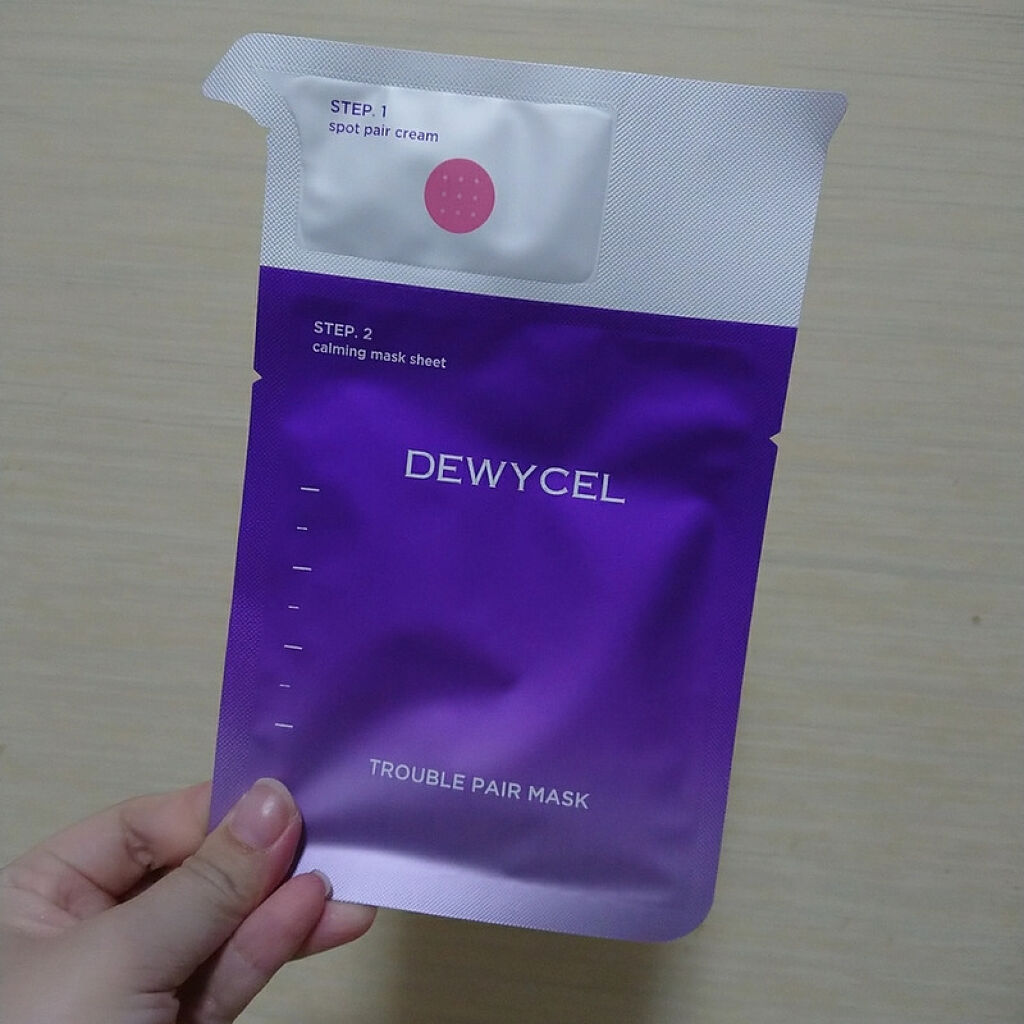 STEP. 1
spot pair cream
STEP. 2
calming mask sheet
DEWYCEL
TROUBLE PAIR MASK